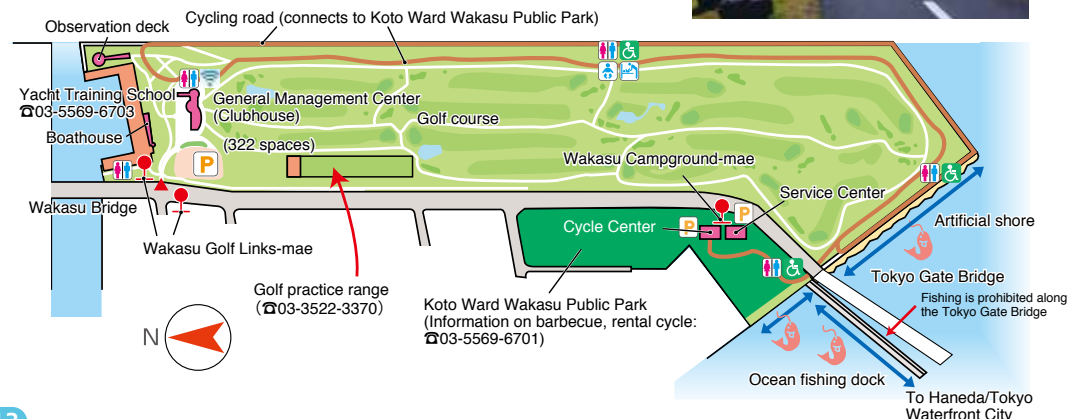 Cycling road (connects to Koto Ward Wakasu Public Park)
Observation deck
Yacht Training School
☎03-5569-6703
Boathouse
General Management Center
(Clubhouse)
(322 spaces)
P
Golf course
Wakasu Campground-mae
Service Center
P
P
Cycle Center
Wakasu Bridge
Wakasu Golf Links-mae
Artificial shore
Tokyo Gate Bridge
Fishing is prohibited along
the Tokyo Gate Bridge
Golf practice range
(☎03-3522-3370)
Koto Ward Wakasu Public Park
(Information on barbecue, rental cycle:
☎03-5569-6701)
N
Ocean fishing dock
To Haneda/Tokyo
Waterfront City